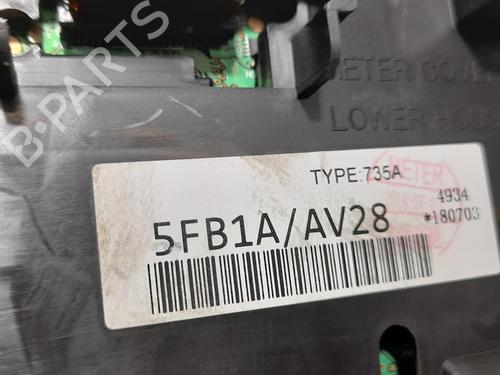 B-PARTS
METER CO
LOWER HOUS
TYPE:735A
METER
4934
5FB1A/AV28
*180703